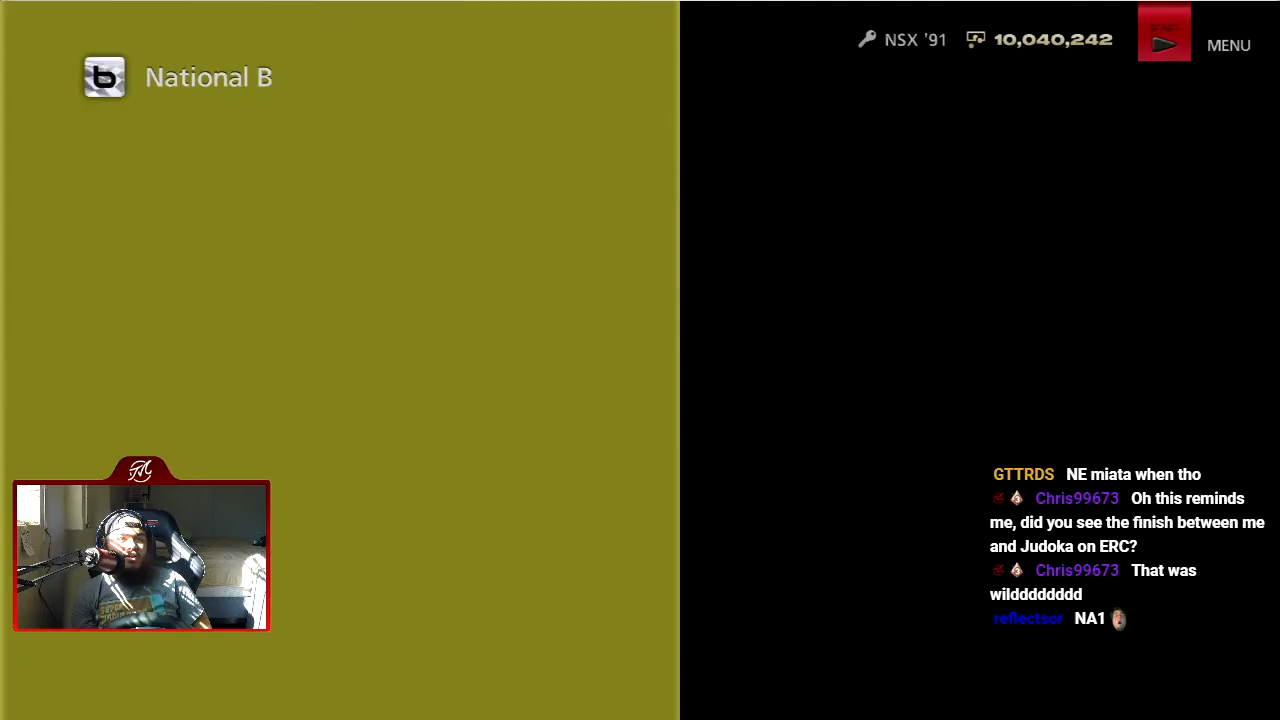 National B
NSX '91 10,040,242
MENU
GTTRDS NE miata when tho
Chris99673 Oh this reminds
me, did you see the finish between me
and Judoka on ERC?
Chris99673 That was
wildddddddd
reflectsor NA1